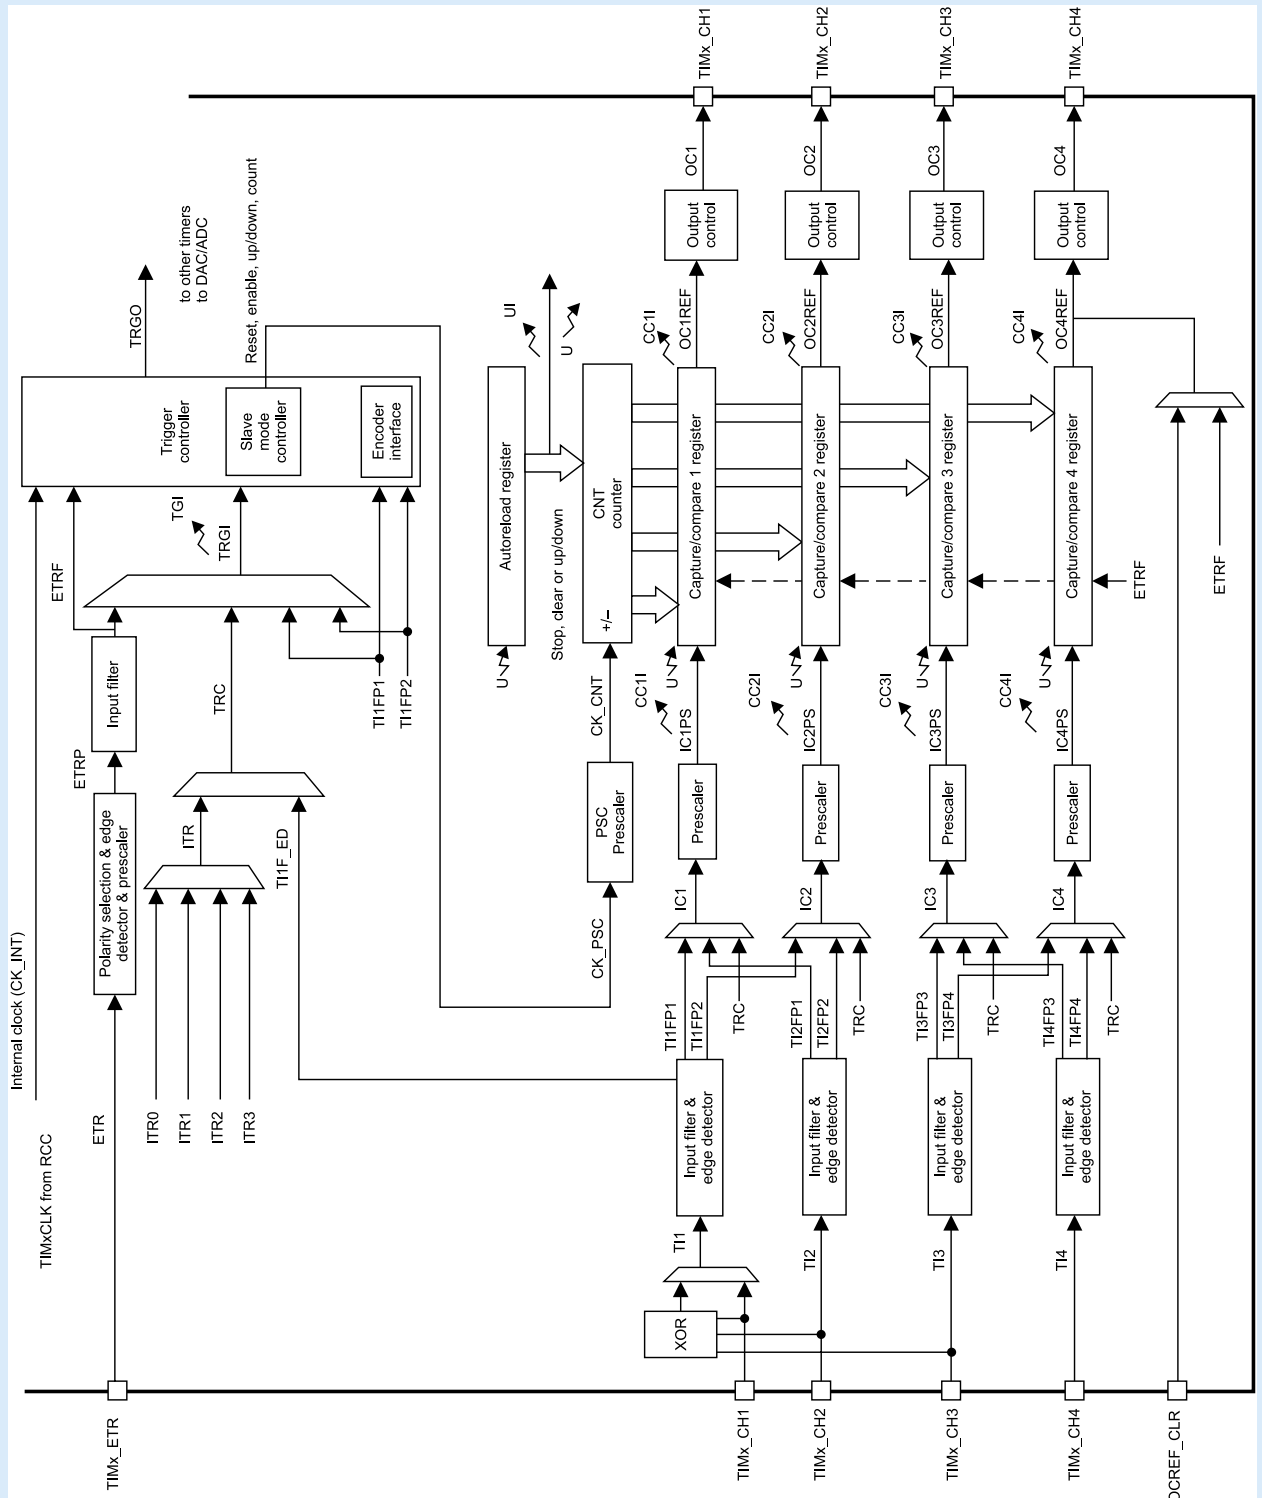 Internal clock (CK_INT)
TIMxCLK from RCC
TRGO
to other timers
to DAC/ADC
Trigger
controller
Reset, enable, up/down, count
Slave
mode
controller
Encoder
interface
TIMx_ETR
ETR
Polarity selection & edge
detector & prescaler
ETRP
Input filter
ETRF
TGI
TRGI
TRC
ITR0
ITR1
ITR2
ITR3
ITR
TI1F_ED
TI1FP1
TI1FP2
U
Autoreload register
UI
U
Stop, clear or up/down
CK_PSC
PSC
Prescaler
CK_CNT
+/–
CNT
counter
TIMx_CH1
XOR
TI1
Input filter &
edge detector
TI1FP1
TI1FP2
TRC
IC1
Prescaler
IC1PS
CC1I
U
Capture/compare 1 register
CC1I
OC1REF
Output
control
OC1
TIMx_CH1
TIMx_CH2
TI2
Input filter &
edge detector
TI2FP1
TI2FP2
TRC
IC2
Prescaler
IC2PS
CC2I
U
Capture/compare 2 register
CC2I
OC2REF
Output
control
OC2
TIMx_CH2
TIMx_CH3
TI3
Input filter &
edge detector
TI3FP3
TI3FP4
TRC
IC3
Prescaler
IC3PS
CC3I
U
Capture/compare 3 register
CC3I
OC3REF
Output
control
OC3
TIMx_CH3
TIMx_CH4
TI4
Input filter &
edge detector
TI4FP3
TI4FP4
TRC
IC4
Prescaler
IC4PS
CC4I
U
Capture/compare 4 register
CC4I
OC4REF
Output
control
OC4
TIMx_CH4
ETRF
ETRF
OCREF_CLR